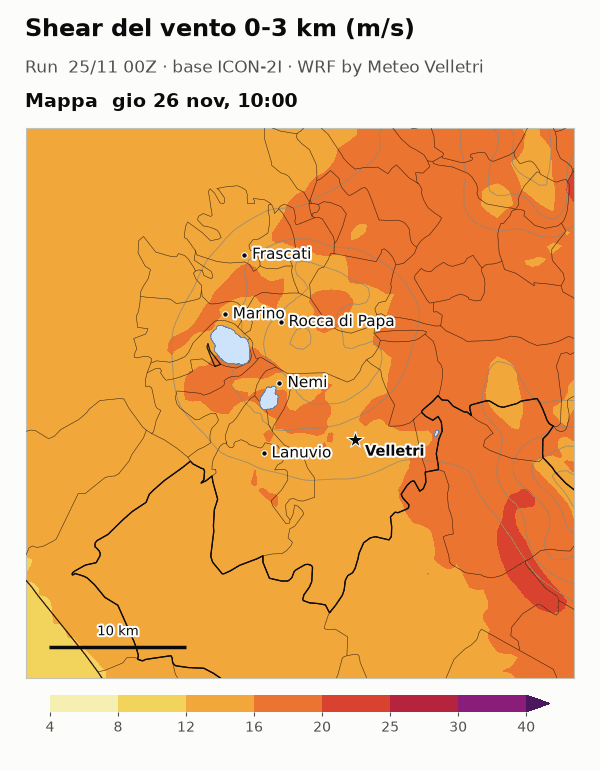 Shear del vento 0-3 km (m/s)
Run  25/11 00Z · base ICON-2I · WRF by Meteo Velletri
Mappa  gio 26 nov, 10:00
Frascati
Marino
Rocca di Papa
Nemi
Velletri
Lanuvio
10 km
4 8 12 16 20 25 30 40